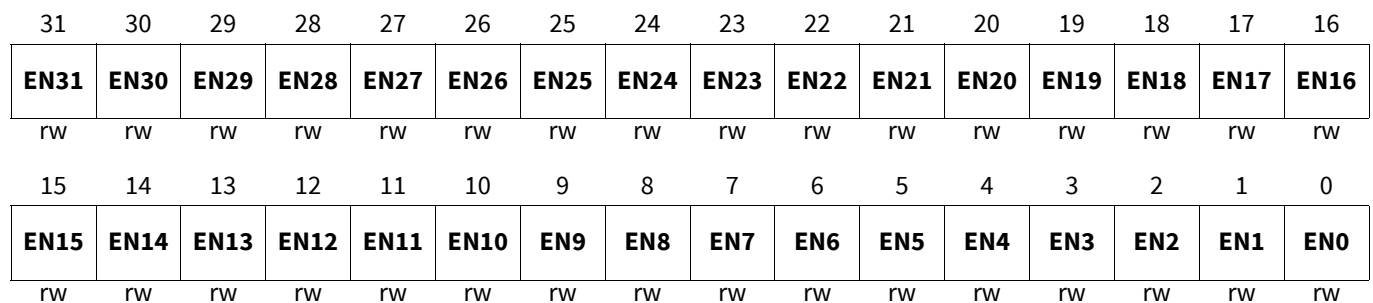 31 30 29 28 27 26 25 24 23 22 21 20 19 18 17 16
EN31 EN30 EN29 EN28 EN27 EN26 EN25 EN24 EN23 EN22 EN21 EN20 EN19 EN18 EN17 EN16
rw rw rw rw rw rw rw rw rw rw rw rw rw rw rw rw
15 14 13 12 11 10 9 8 7 6 5 4 3 2 1 0
EN15 EN14 EN13 EN12 EN11 EN10 EN9 EN8 EN7 EN6 EN5 EN4 EN3 EN2 EN1 EN0
rw rw rw rw rw rw rw rw rw rw rw rw rw rw rw rw